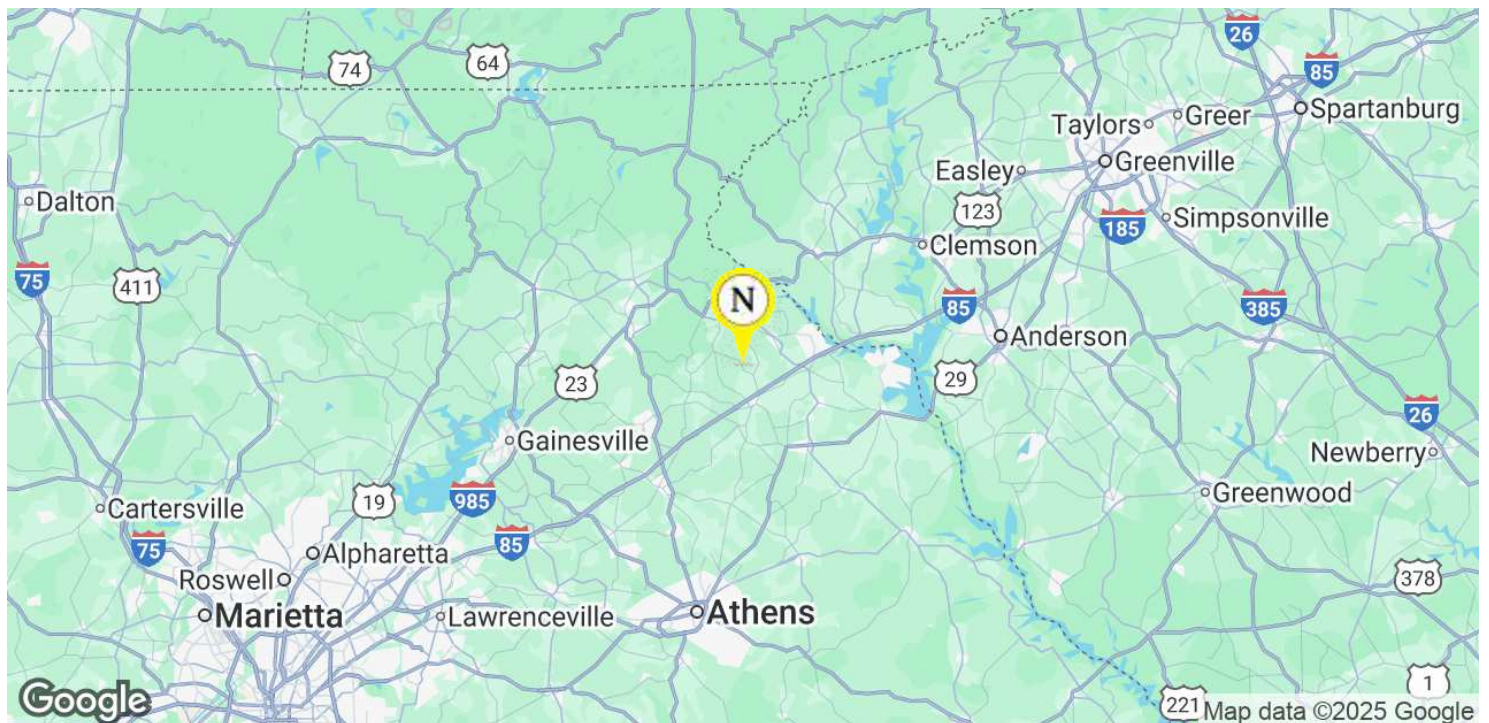 26
74
64
85
Spartanburg
Greer
Taylors
Greenville
Easley
Dalton
123
Simpsonville
185
Clemson
75
411
N
85
385
Anderson
23
29
26
Gainesville
Newberry
19
985
Greenwood
Cartersville
75
85
Alpharetta
Roswell
378
Marietta
Lawrenceville
Athens
1
Google
221
Map data ©2025 Google